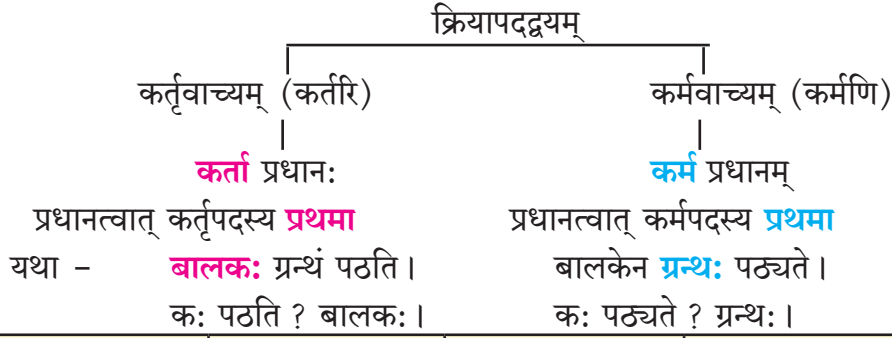 क्रियापदद्वयम्
कर्तृवाच्यम् (कर्तरि) कर्मवाच्यम् (कर्मणि)
कर्ता प्रधान: कर्म प्रधानम्
प्रधानत्वात् कर्तृपदस्य प्रथमा प्रधानत्वात् कर्मपदस्य प्रथमा
यथा – बालक: ग्रन्थं पठति। बालकेन ग्रन्थ: पठ्यते।
क: पठति ? बालक:। क: पठ्यते ? ग्रन्थ:।